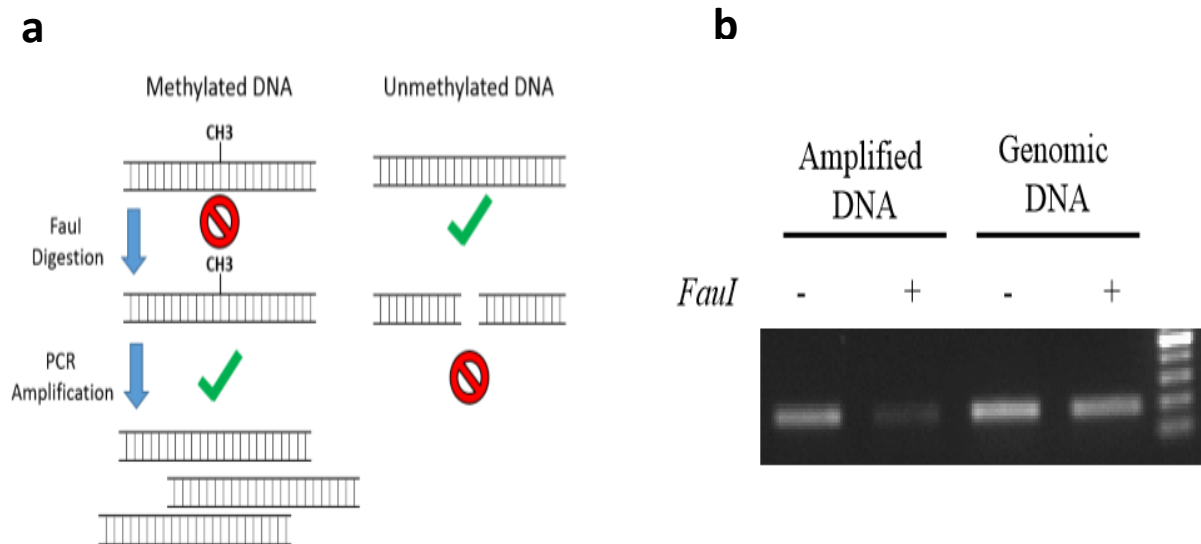 a
Methylated DNA
Unmethylated DNA
CH3
FauI
Digestion
CH3
PCR
Amplification
b
Amplified
DNA
Genomic
DNA
FauI - + - +